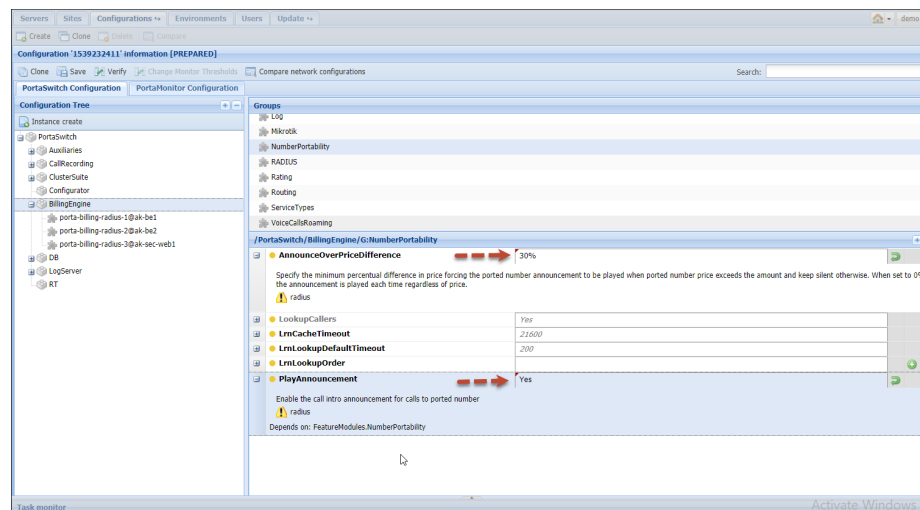 Servers Sites Configurations Environments Users Update demo
Create Clone Delete Compare
Configuration '1539232411' information [PREPARED]
Clone Save Verify Change Monitor Thresholds Compare network configurations Search:
PortaSwitch Configuration PortaMonitor Configuration
Configuration Tree
Instance create
PortaSwitch
Auxiliaries
CallRecording
ClusterSuite
Configurator
BillingEngine
porta-billing-radius-1@ak-be1
porta-billing-radius-2@ak-be2
porta-billing-radius-3@ak-sec-web1
DB
LogServer
RT
Groups
Log
Mikrotik
NumberPortability
RADIUS
Rating
Routing
ServiceTypes
VoiceCallsRoaming
/PortaSwitch/BillingEngine/G:NumberPortability
AnnounceOverPriceDifference 30%
Specify the minimum percentual difference in price forcing the ported number announcement to be played when ported number price exceeds the amount and keep silent otherwise. When set to 0%
the announcement is played each time regardless of price.
radius
LookupCallers Yes
LrnCacheTimeout 21600
LrnLookupDefaultTimeout 200
LrnLookupOrder
PlayAnnouncement Yes
Enable the call intro announcement for calls to ported number
radius
Depends on: FeatureModules.NumberPortability
Task monitor
Activate Windows